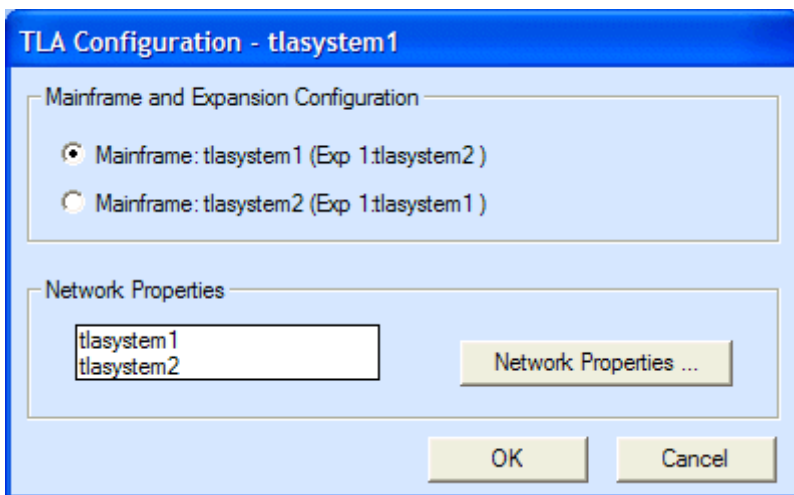 TLA Configuration - tlasystem1
Mainframe and Expansion Configuration
Mainframe: tlasystem1 (Exp 1:tlasystem2 )
Mainframe: tlasystem2 (Exp 1:tlasystem1 )
Network Properties
tlasystem1
tlasystem2
Network Properties ...
OK
Cancel